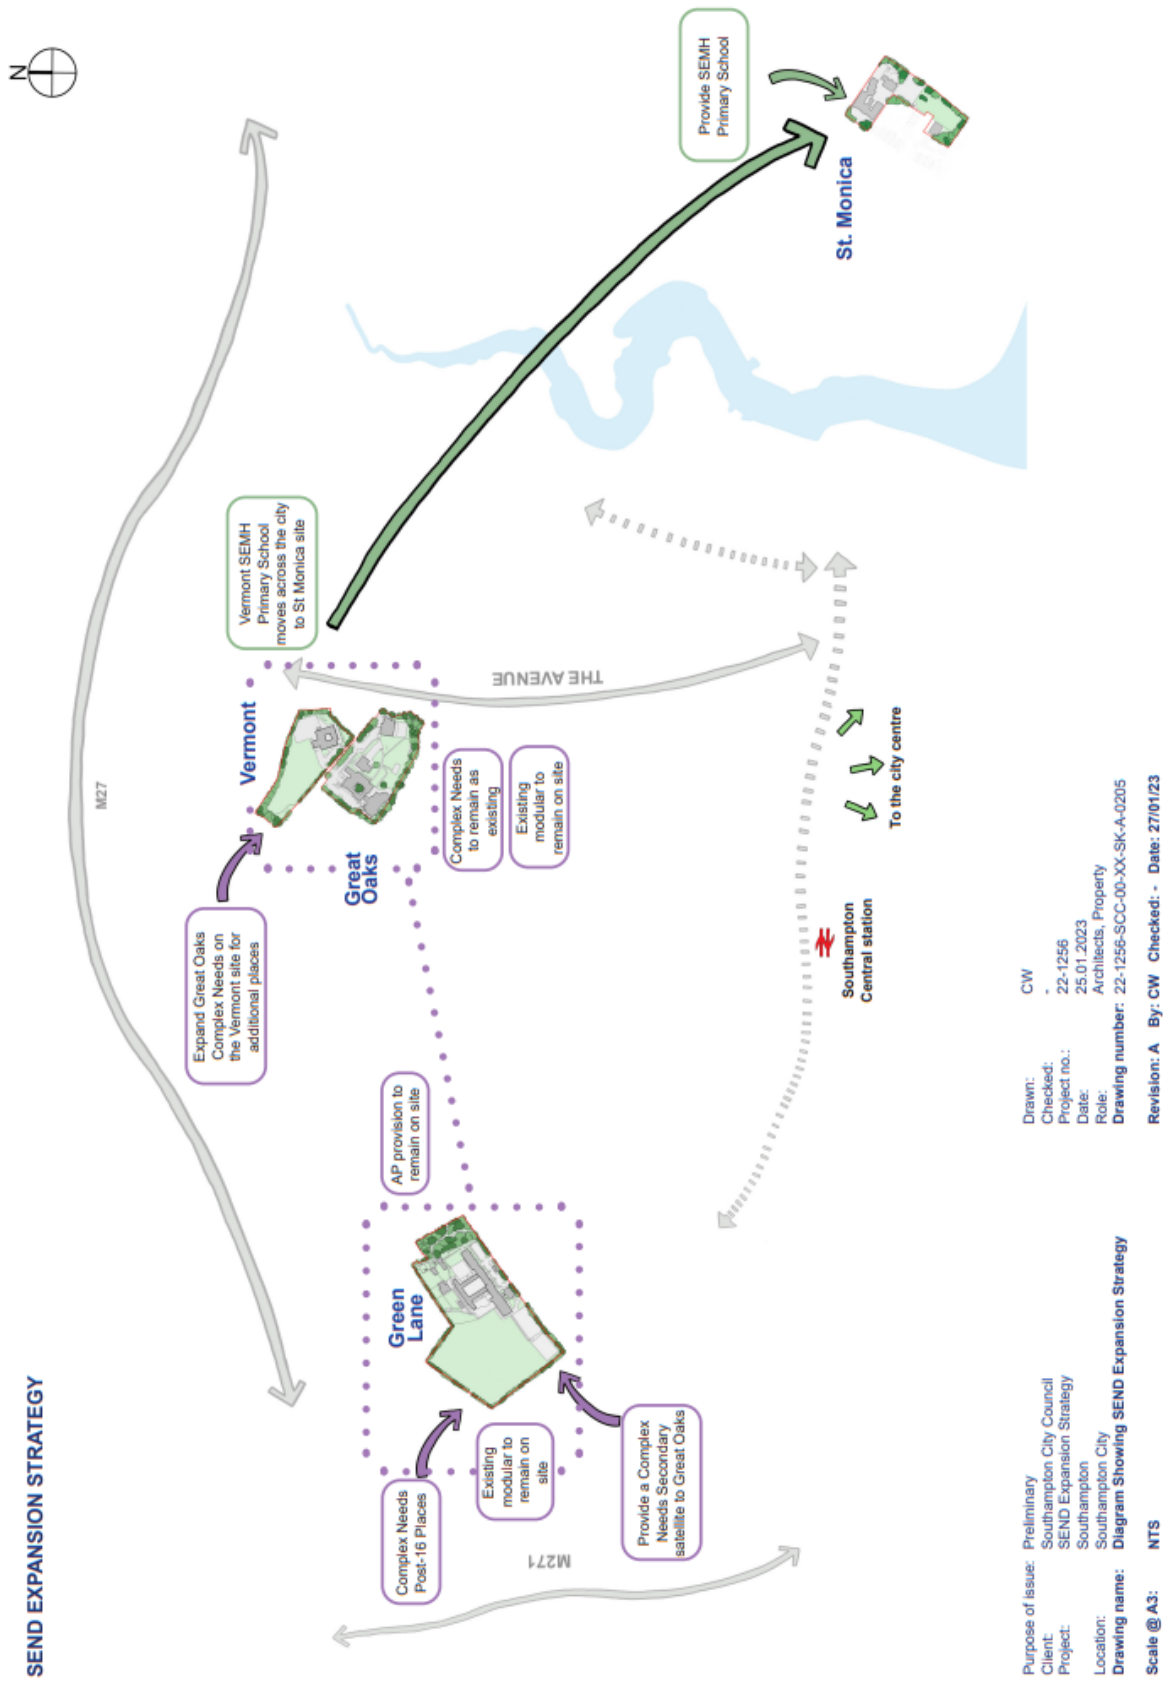 SEND EXPANSION STRATEGY
N
M27
Expand Great Oaks
Complex Needs on
the Vermont site for
additional places
Vermont SEMH
Primary School
moves across the city
to St Monica site
Vermont
Great
Oaks
Complex Needs
to remain as
existing
Existing
modular to
remain on site
THE AVENUE
AP provision to
remain on site
Green
Lane
Complex Needs
Post-16 Places
Existing
modular to
remain on
site
Provide a Complex
Needs Secondary
satellite to Great Oaks
M271
Provide SEMH
Primary School
St. Monica
Southampton
Central station
To the city centre
Purpose of issue: Preliminary
Client: Southampton City Council
Project: SEND Expansion Strategy
Southampton
Location: Southampton City
Drawing name: Diagram Showing SEND Expansion Strategy
Scale @ A3: NTS
Drawn: CW
Checked: -
Project no.: 22-1256
Date: 25.01.2023
Role: Architects, Property
Drawing number: 22-1256-SCC-00-XX-SK-A-0205
Revision: A By: CW Checked: - Date: 27/01/23